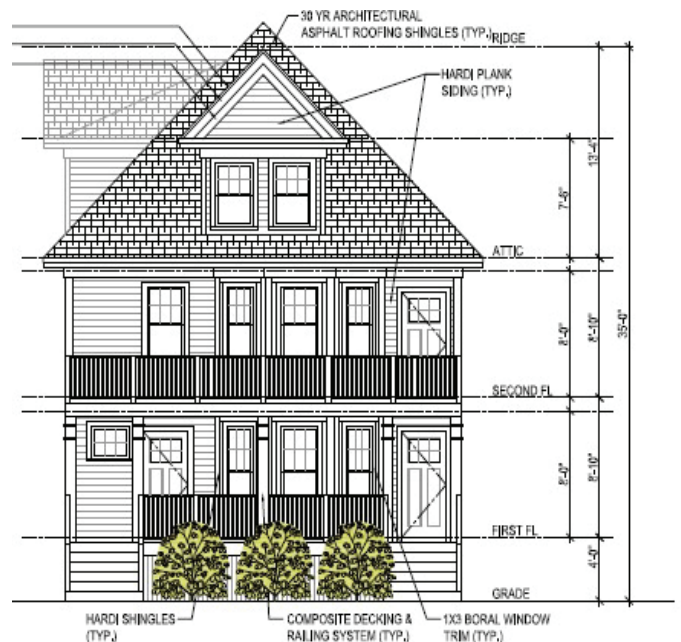 30 YR ARCHITECTURAL
ASPHALT ROOFING SHINGLES (TYP.)
RIDGE
HARDI PLANK
SIDING (TYP.)
13'-4"
7'-6"
ATTIC
8'-0"
8'-10"
35'-0"
SECOND FL
8'-0"
8'-10"
FIRST FL
4'-0"
GRADE
HARDI SHINGLES
(TYP.)
COMPOSITE DECKING &
RAILING SYSTEM (TYP.)
1X3 BORAL WINDOW
TRIM (TYP.)